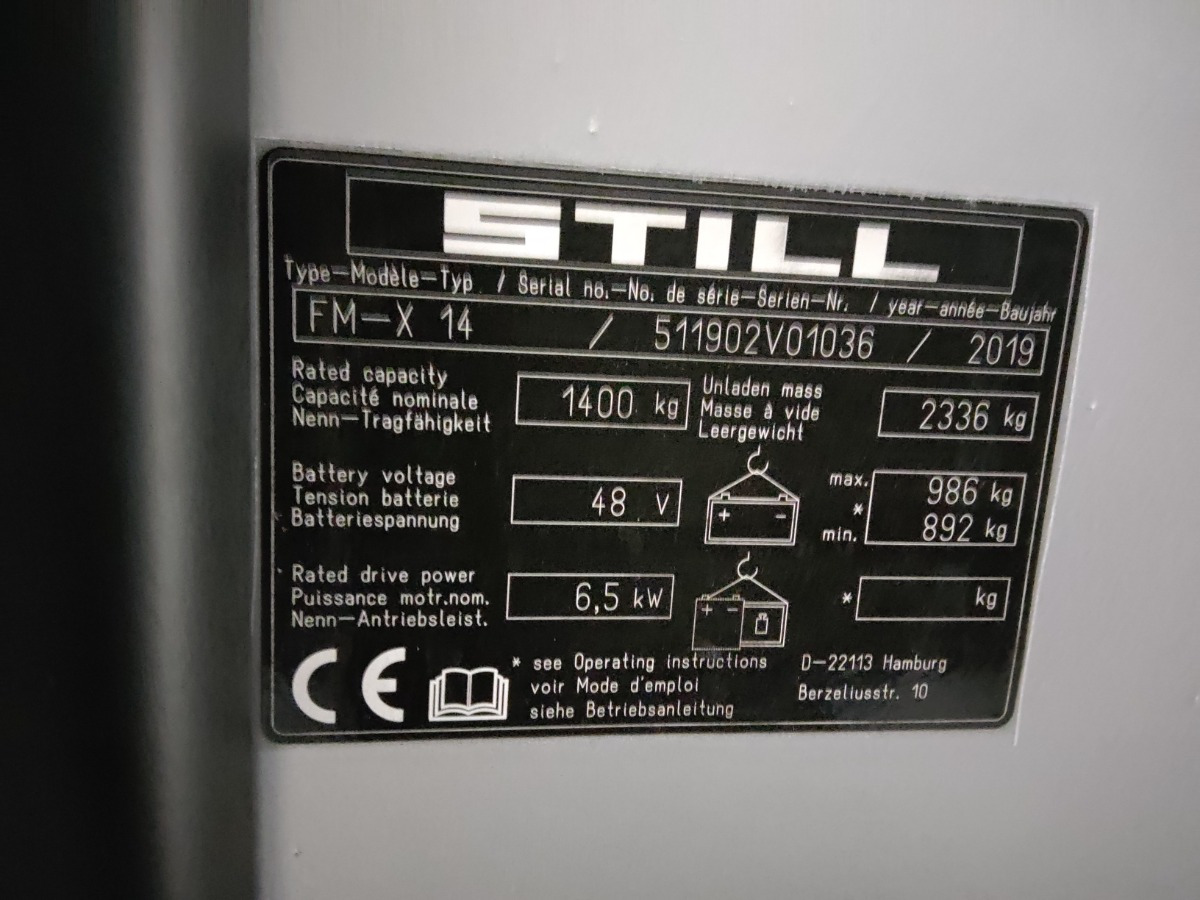 STILL
Type-Modèle-Typ / Serial no.-No. de série-Serien-Nr. / year-année-Baujahr
FM-X 14 / 511902V01036 / 2019
Rated capacity
Capacité nominale
Nenn-Tragfähigkeit
1400 kg
Unladen mass
Masse à vide
Leergewicht
2336 kg
Battery voltage
Tension batterie
Batteriespannung
48 V
+ -
max.
*
min.
986 kg
892 kg
Rated drive power
Puissance motr.nom.
Nenn-Antriebsleist.
6,5 kW
+ -
* kg
CE
* see Operating instructions
voir Mode d'emploi
siehe Betriebsanleitung
D-22113 Hamburg
Berzeliusstr. 10